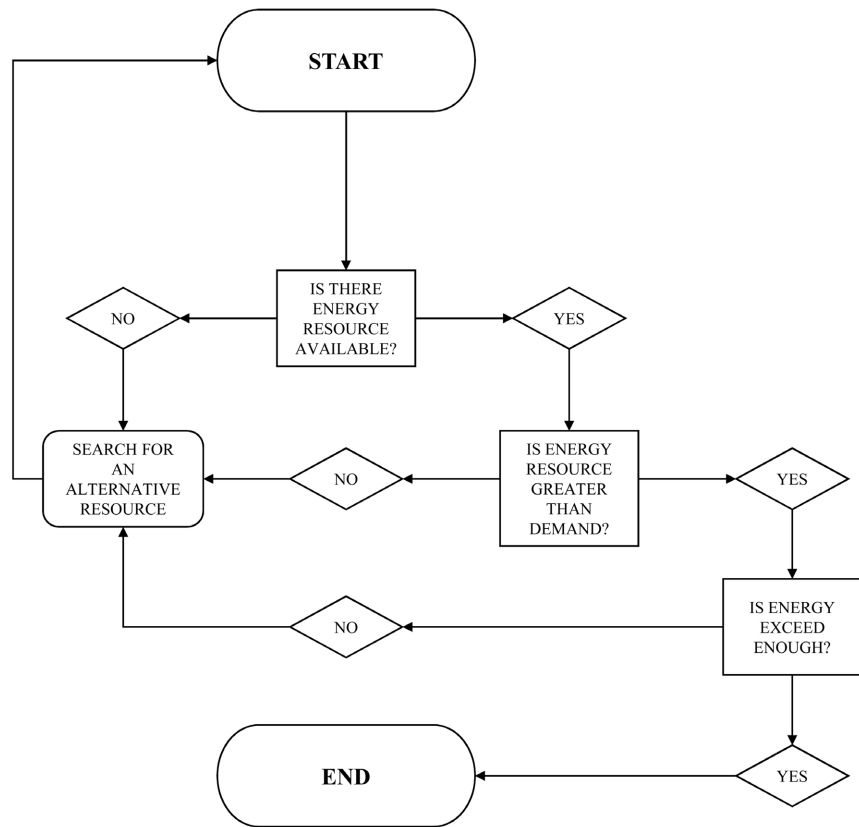 START
IS THERE
ENERGY
RESOURCE
AVAILABLE?
NO
YES
SEARCH FOR
AN
ALTERNATIVE
RESOURCE
NO
IS ENERGY
RESOURCE
GREATER
THAN
DEMAND?
YES
NO
IS ENERGY
EXCEED
ENOUGH?
END
YES